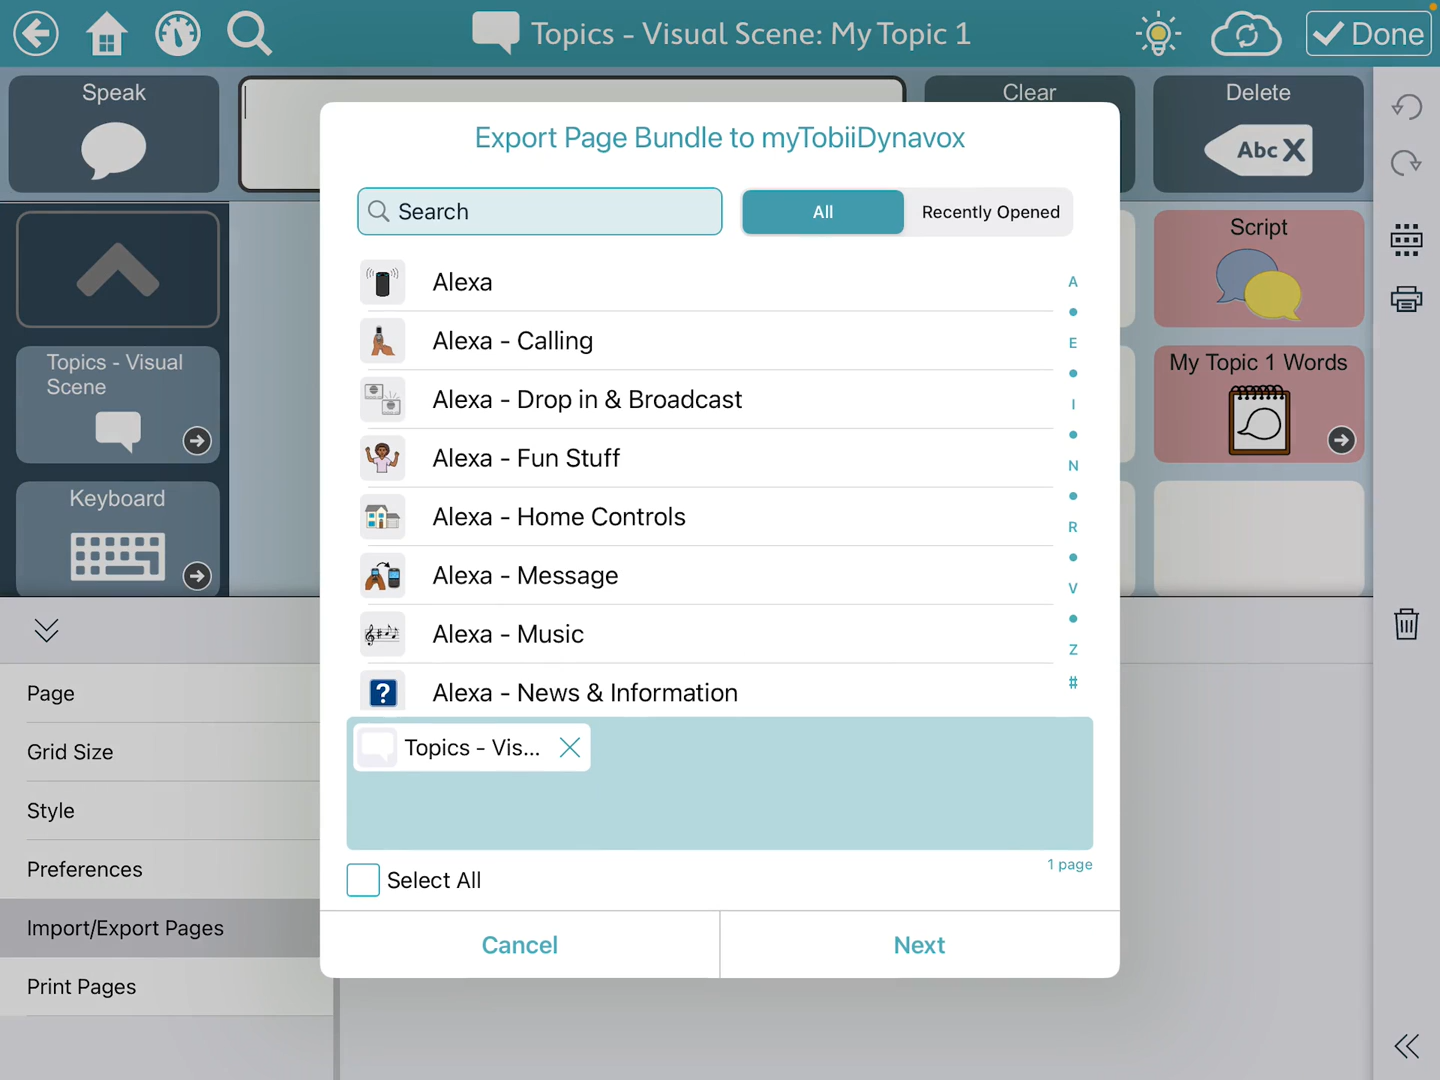 Topics - Visual Scene: My Topic 1
Done
Speak
Clear
Delete
Abc X
Export Page Bundle to myTobiiDynavox
Search
All
Recently Opened
Alexa
Alexa - Calling
Alexa - Drop in & Broadcast
Alexa - Fun Stuff
Alexa - Home Controls
Alexa - Message
Alexa - Music
?
Alexa - News & Information
A
E
I
N
R
V
Z
#
Topics - Vis...
1 page
Select All
Cancel
Next
Topics - Visual
Scene
Keyboard
Script
My Topic 1 Words
Page
Grid Size
Style
Preferences
Import/Export Pages
Print Pages